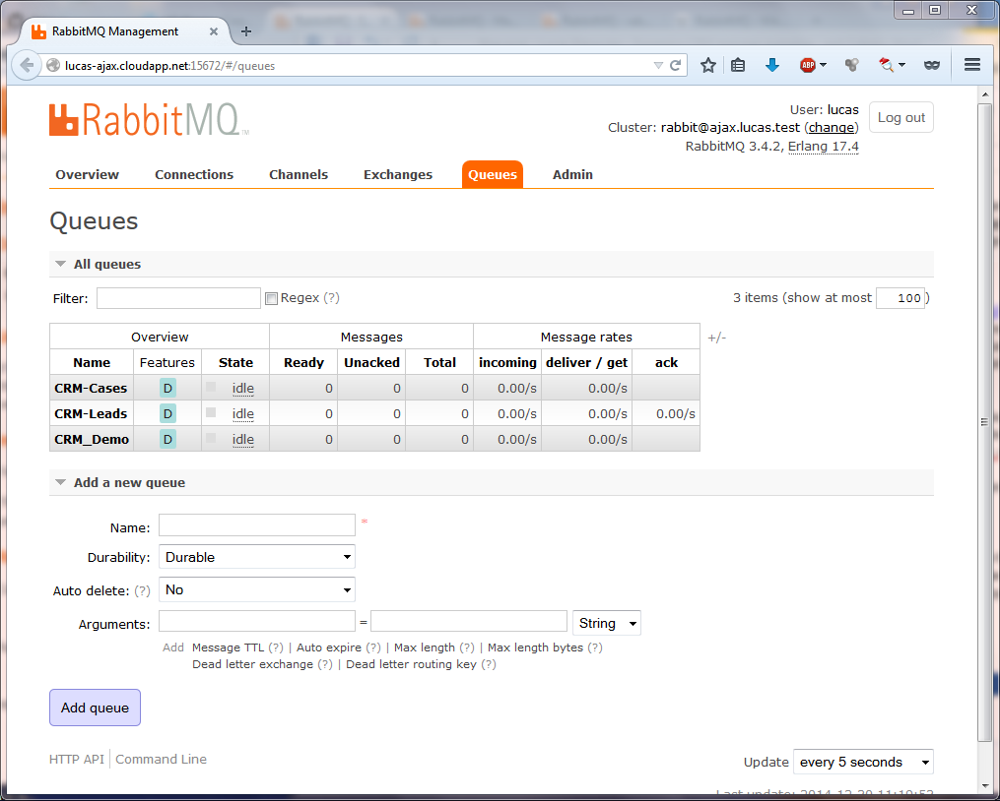 RabbitMQ Management
lucas-ajax.cloudapp.net:15672/#/queues
ABP
RabbitMQ TM
User: lucas
Cluster: rabbit@ajax.lucas.test (change)
RabbitMQ 3.4.2, Erlang 17.4
Log out
Overview Connections Channels Exchanges Queues Admin
Queues
All queues
Filter: Regex (?) 3 items (show at most 100 )
Overview Messages Message rates +/-
Name Features State Ready Unacked Total incoming deliver / get ack
CRM-Cases D idle 0 0 0 0.00/s 0.00/s
CRM-Leads D idle 0 0 0 0.00/s 0.00/s 0.00/s
CRM_Demo D idle 0 0 0 0.00/s 0.00/s
Add a new queue
Name: *
Durability: Durable
Auto delete: (?) No
Arguments: = String
Add Message TTL (?) | Auto expire (?) | Max length (?) | Max length bytes (?)
Dead letter exchange (?) | Dead letter routing key (?)
Add queue
HTTP API Command Line
Update every 5 seconds
Last update: 2014-12-20